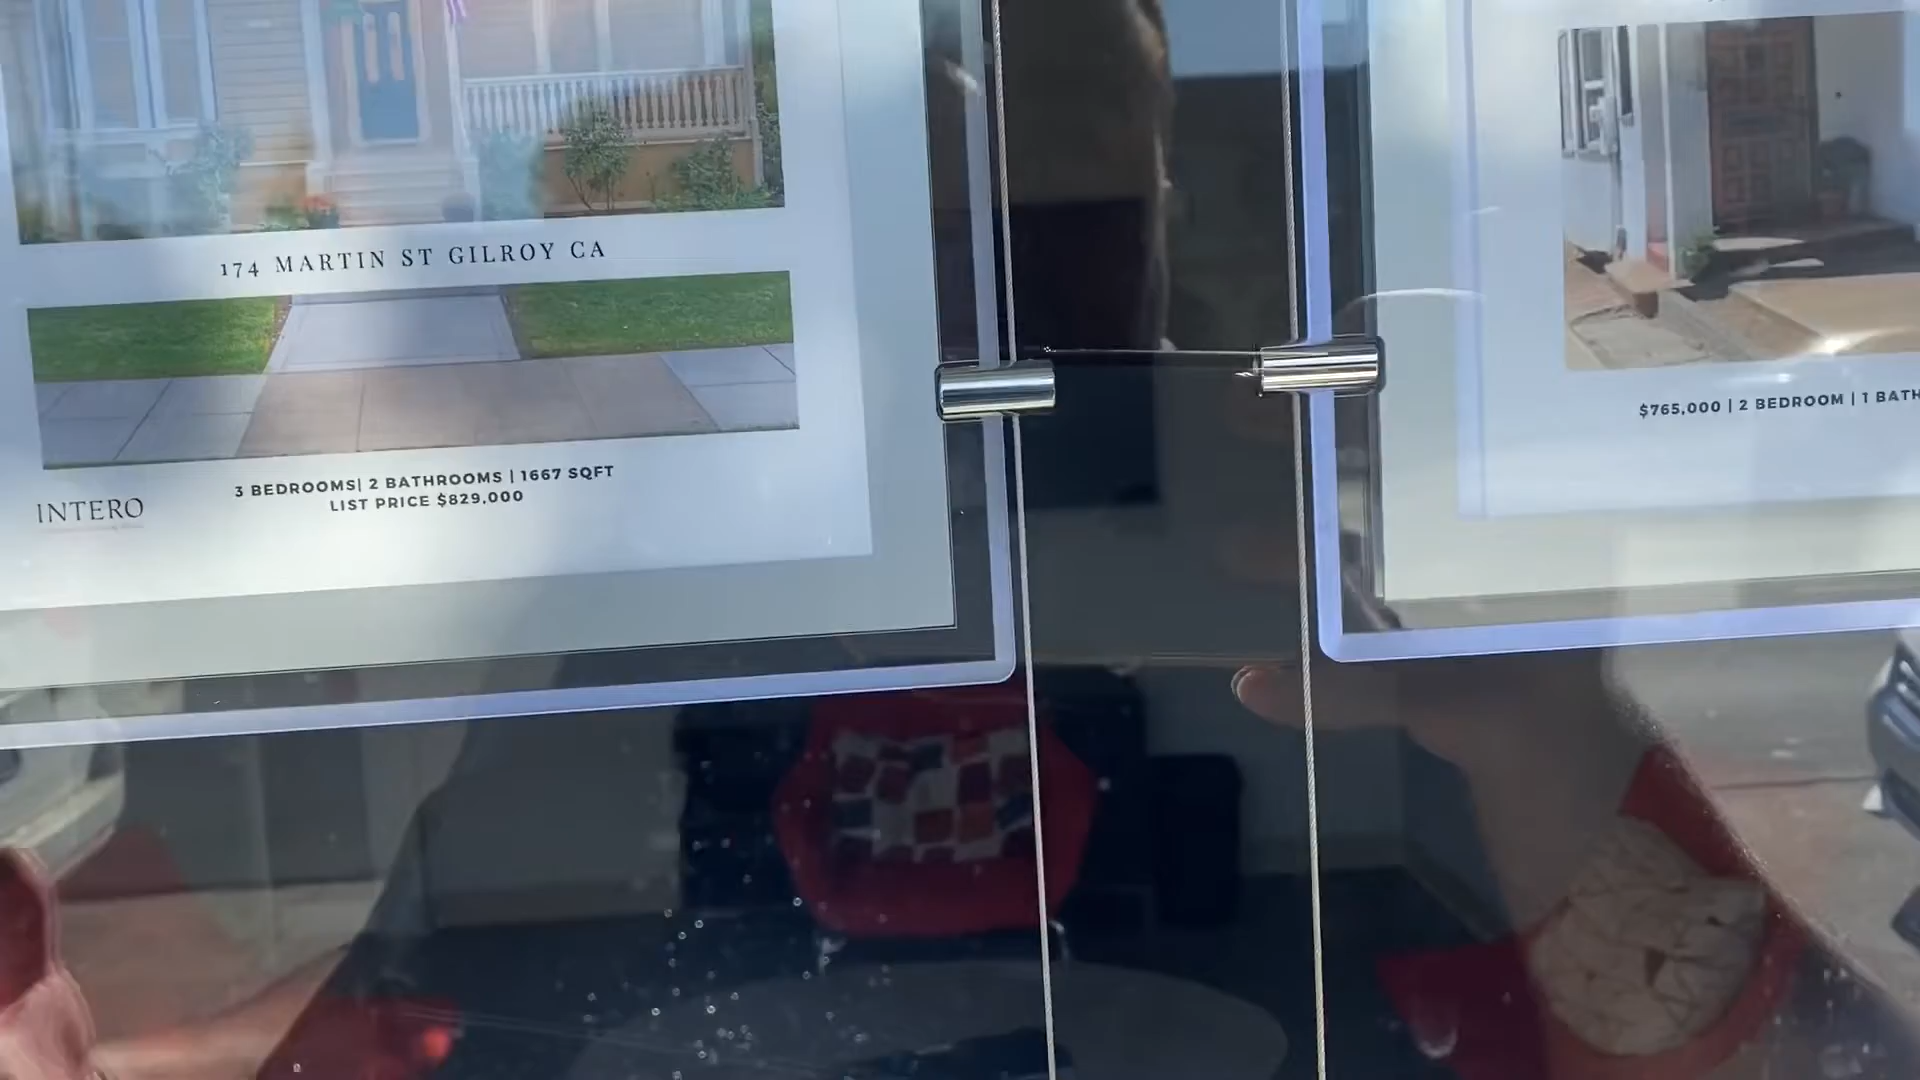 174 MARTIN ST GILROY CA
3 BEDROOMS| 2 BATHROOMS | 1667 SQFT
LIST PRICE $829,000
INTERO
$765,000 | 2 BEDROOM | 1 BATH